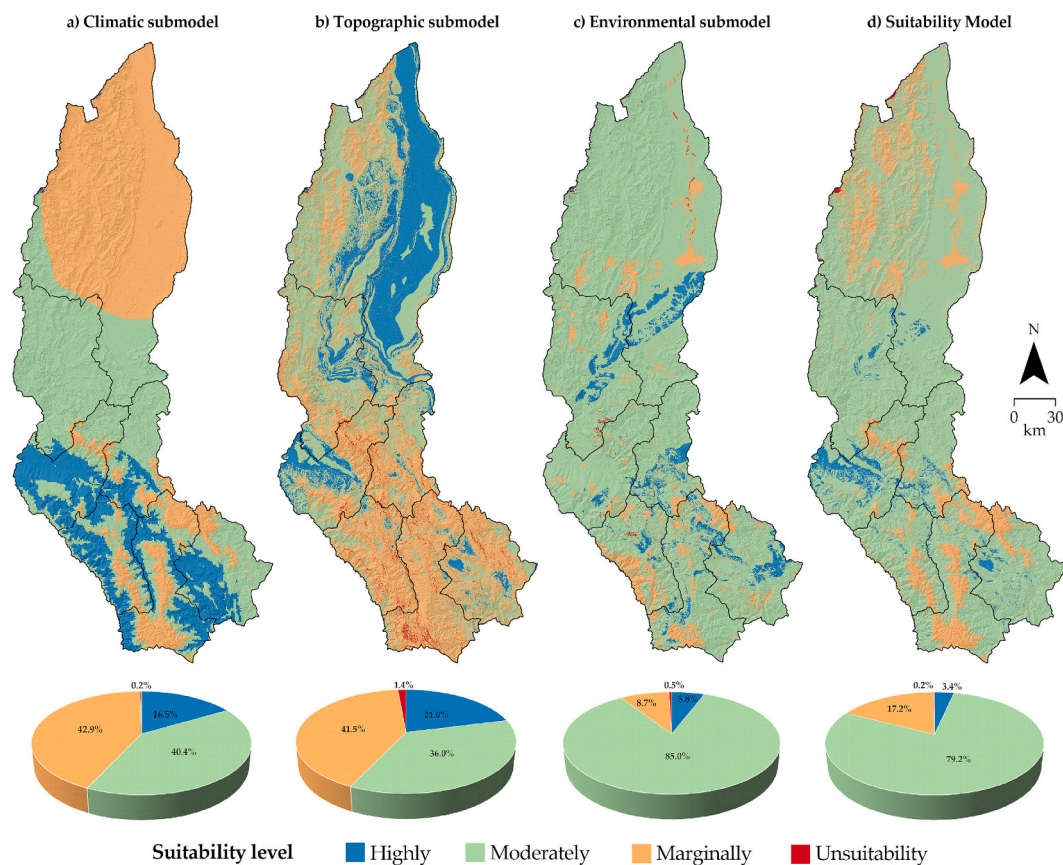 a) Climatic submodel
b) Topographic submodel
c) Environmental submodel
d) Suitability Model
N
0 30
km
0.2%
16.5%
42.9%
40.4%
1.4%
21.0%
41.5%
36.0%
0.5%
5.8%
8.7%
85.0%
0.2%
3.4%
17.2%
79.2%
Suitability level Highly Moderately Marginally Unsuitability